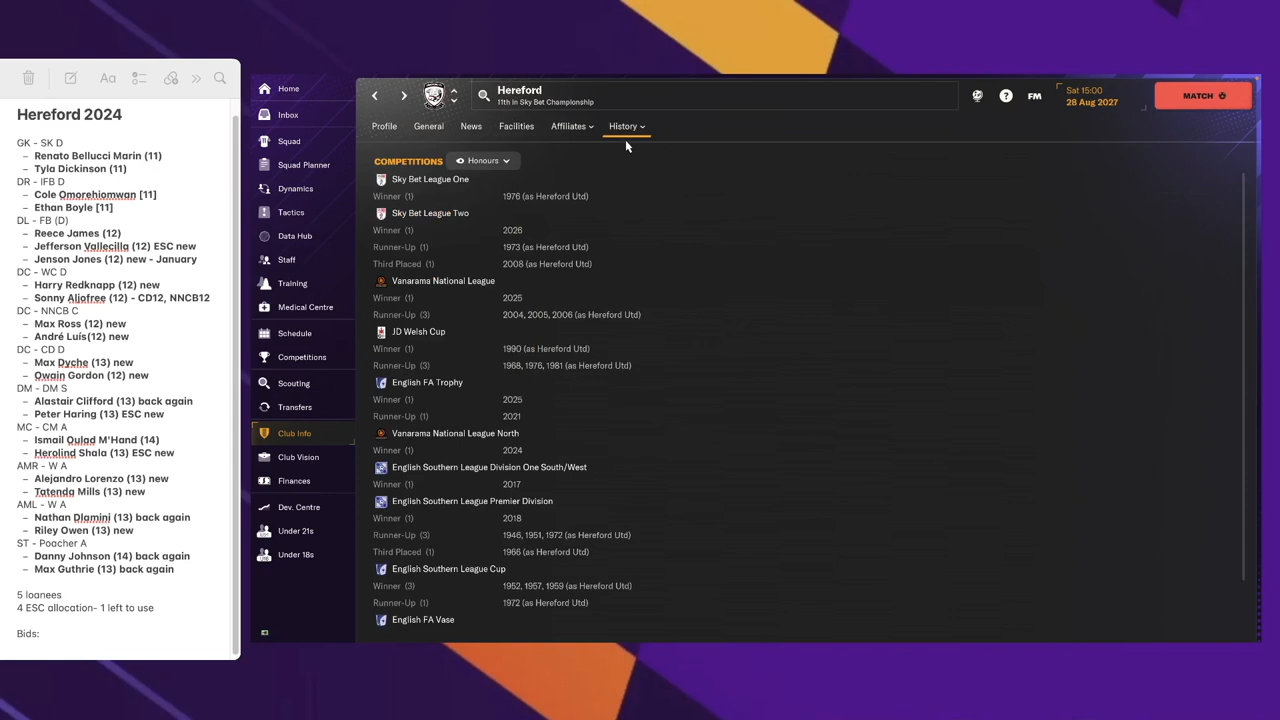 Hereford 2024
GK - SK D
– Renato Bellucci Marin (11)
– Tyla Dickinson (11)
DR - IFB D
– Cole Omorehiomwan [11]
– Ethan Boyle [11]
DL - FB (D)
– Reece James (12)
– Jefferson Vallecilla (12) ESC new
– Jenson Jones (12) new - January
DC - WC D
– Harry Redknapp (12) new
– Sonny Aljofree (12) - CD12, NNCB12
DC - NNCB C
– Max Ross (12) new
– André Luís(12) new
DC - CD D
– Max Dyche (13) new
– Owain Gordon (12) new
DM - DM S
– Alastair Clifford (13) back again
– Peter Haring (13) ESC new
MC - CM A
– Ismail Oulad M'Hand (14)
– Herolind Shala (13) ESC new
AMR - W A
– Alejandro Lorenzo (13) new
– Tatenda Mills (13) new
AML - W A
– Nathan Dlamini (13) back again
– Riley Owen (13) new
ST - Poacher A
– Danny Johnson (14) back again
– Max Guthrie (13) back again
5 loanees
4 ESC allocation- 1 left to use
Bids:
Home
Inbox
Squad
Squad Planner
Dynamics
Tactics
Data Hub
Staff
Training
Medical Centre
Schedule
Competitions
Scouting
Transfers
Club Info
Club Vision
Finances
Dev. Centre
Under 21s
Under 18s
Hereford
11th in Sky Bet Championship
FM
Sat 15:00
28 Aug 2027
MATCH
Profile General News Facilities Affiliates History
COMPETITIONS Honours
Sky Bet League One
Winner (1) 1976 (as Hereford Utd)
Sky Bet League Two
Winner (1) 2026
Runner-Up (1) 1973 (as Hereford Utd)
Third Placed (1) 2008 (as Hereford Utd)
Vanarama National League
Winner (1) 2025
Runner-Up (3) 2004, 2005, 2006 (as Hereford Utd)
JD Welsh Cup
Winner (1) 1990 (as Hereford Utd)
Runner-Up (3) 1968, 1976, 1981 (as Hereford Utd)
English FA Trophy
Winner (1) 2025
Runner-Up (1) 2021
Vanarama National League North
Winner (1) 2024
English Southern League Division One South/West
Winner (1) 2017
English Southern League Premier Division
Winner (1) 2018
Runner-Up (3) 1946, 1951, 1972 (as Hereford Utd)
Third Placed (1) 1966 (as Hereford Utd)
English Southern League Cup
Winner (3) 1952, 1957, 1959 (as Hereford Utd)
Runner-Up (1) 1972 (as Hereford Utd)
English FA Vase